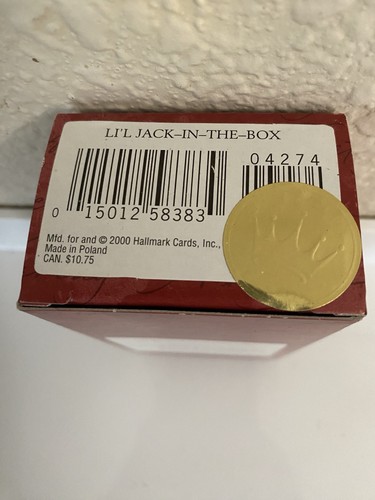 LI'L JACK-IN-THE-BOX
04274
0 15012 58383
Mfd. for and © 2000 Hallmark Cards, Inc.,
Made in Poland
CAN. $10.75